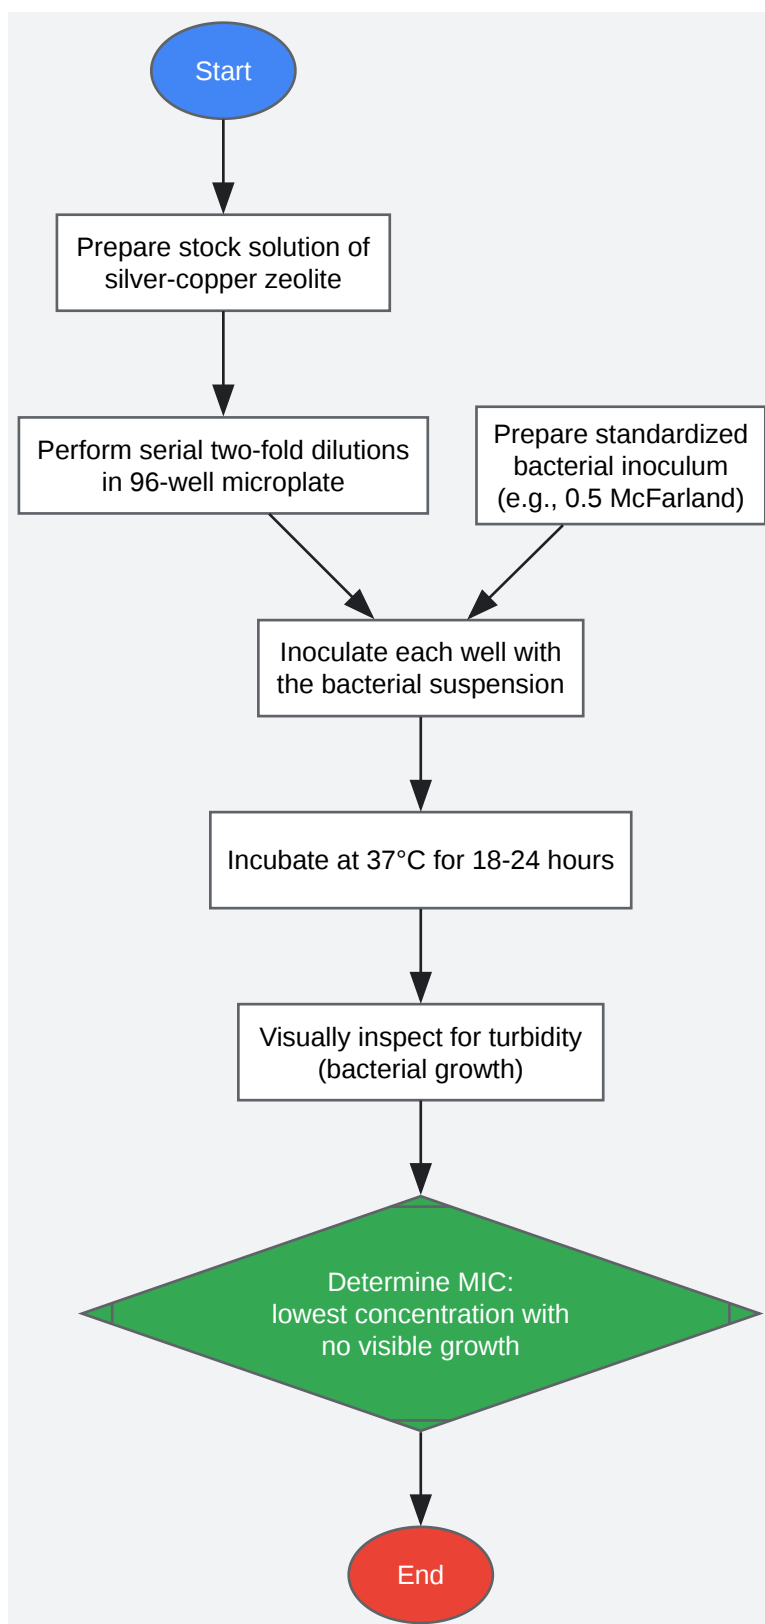 Start
Prepare stock solution of
silver-copper zeolite
Perform serial two-fold dilutions
in 96-well microplate
Prepare standardized
bacterial inoculum
(e.g., 0.5 McFarland)
Inoculate each well with
the bacterial suspension
Incubate at 37°C for 18-24 hours
Visually inspect for turbidity
(bacterial growth)
Determine MIC:
lowest concentration with
no visible growth
End